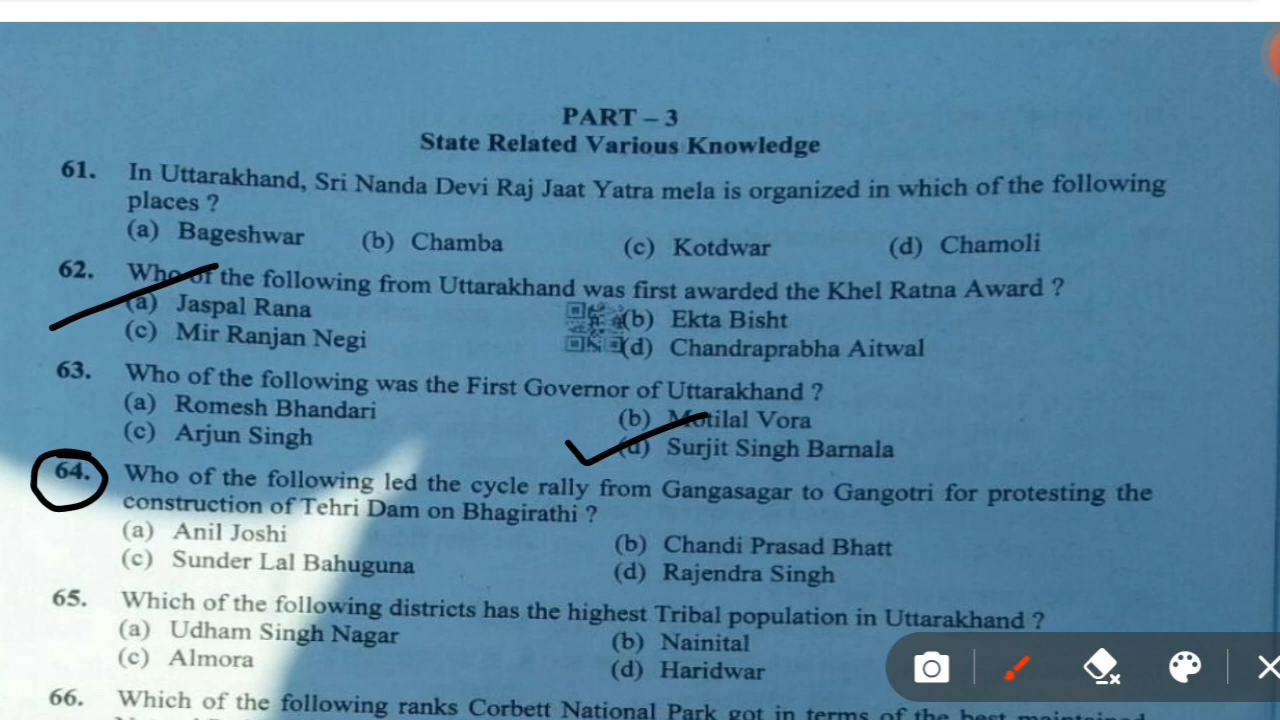 PART – 3
State Related Various Knowledge
61. In Uttarakhand, Sri Nanda Devi Raj Jaat Yatra mela is organized in which of the following
places ?
(a) Bageshwar (b) Chamba (c) Kotdwar (d) Chamoli
62. Who of the following from Uttarakhand was first awarded the Khel Ratna Award ?
(a) Jaspal Rana (b) Ekta Bisht
(c) Mir Ranjan Negi (d) Chandraprabha Aitwal
63. Who of the following was the First Governor of Uttarakhand ?
(a) Romesh Bhandari (b) Motilal Vora
(c) Arjun Singh (d) Surjit Singh Barnala
64. Who of the following led the cycle rally from Gangasagar to Gangotri for protesting the
construction of Tehri Dam on Bhagirathi ?
(a) Anil Joshi (b) Chandi Prasad Bhatt
(c) Sunder Lal Bahuguna (d) Rajendra Singh
65. Which of the following districts has the highest Tribal population in Uttarakhand ?
(a) Udham Singh Nagar (b) Nainital
(c) Almora (d) Haridwar
66. Which of the following ranks Corbett National Park got in terms of the best maintained